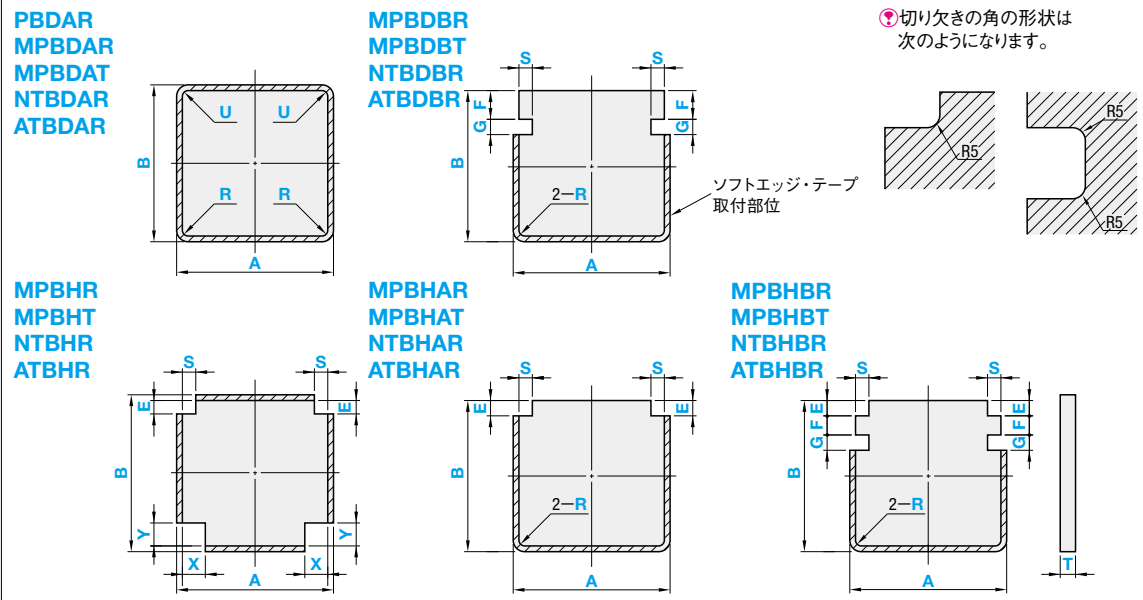 PBDAR
MPBDAR
MPBDAT
NTBDAR
ATBDAR
U U
B
R R
A
MPBDBR
MPBDBT
NTBDBR
ATBDBR
S S
F F
G G
B
2−R
A
ソフトエッジ・テープ
取付部位
切り欠きの角の形状は
次のようになります。
R5
R5
R5
MPBHR
MPBHT
NTBHR
ATBHR
S S
E E
B
Y Y
X X
A
MPBHAR
MPBHAT
NTBHAR
ATBHAR
S S
E E
B
2−R
A
MPBHBR
MPBHBT
NTBHBR
ATBHBR
S S
E E
F F
G G
B
2−R
A
T